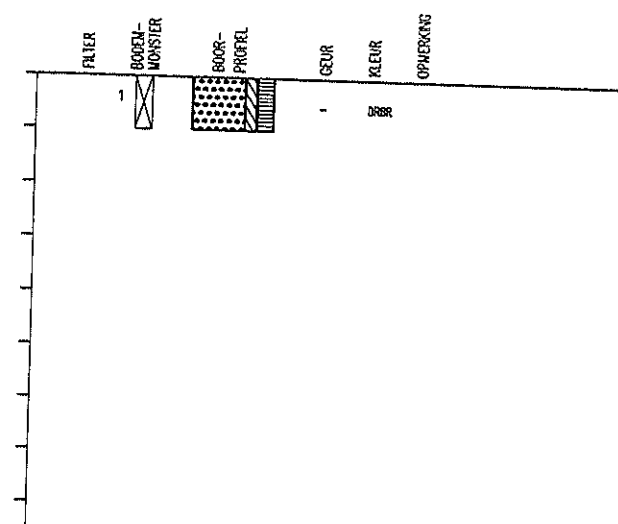 FILTER
BODEM-
MONSTER
BOOR-
PROFIEL
GEUR
KLEUR
OPMERKING
1
-
DRBR